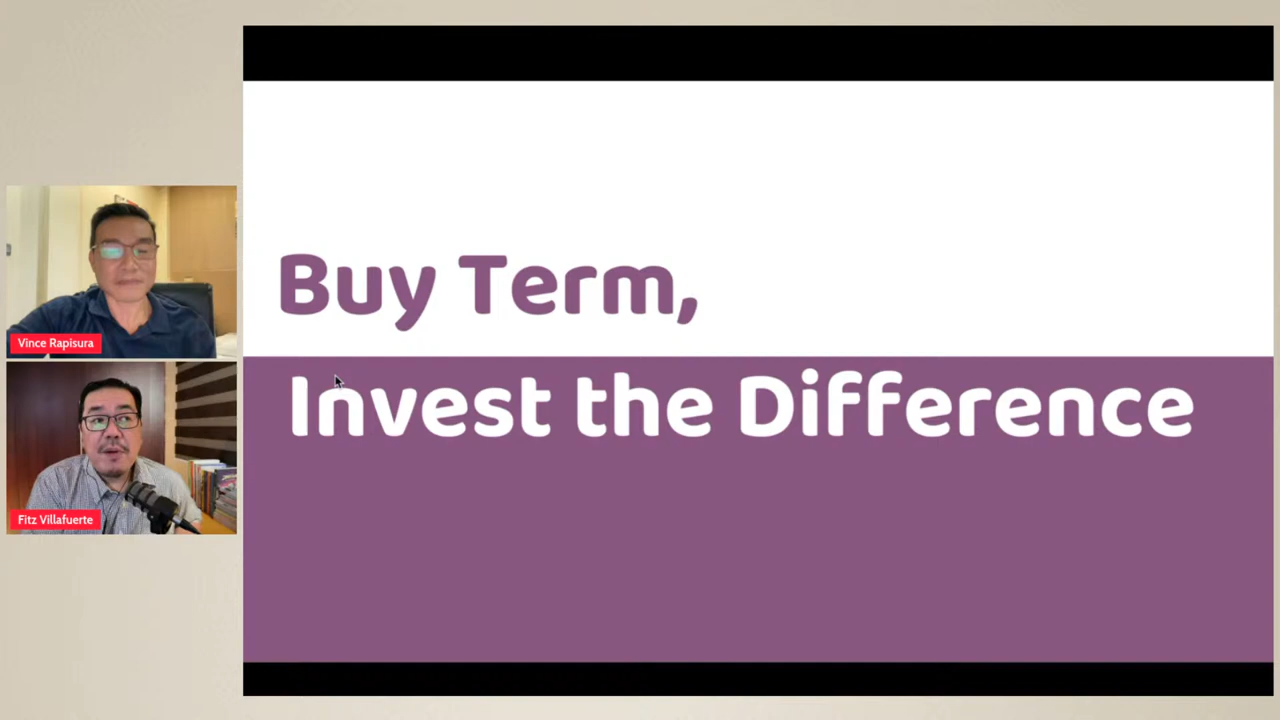 Vince Rapisura
Fitz Villafuerte
Buy Term,
Invest the Difference